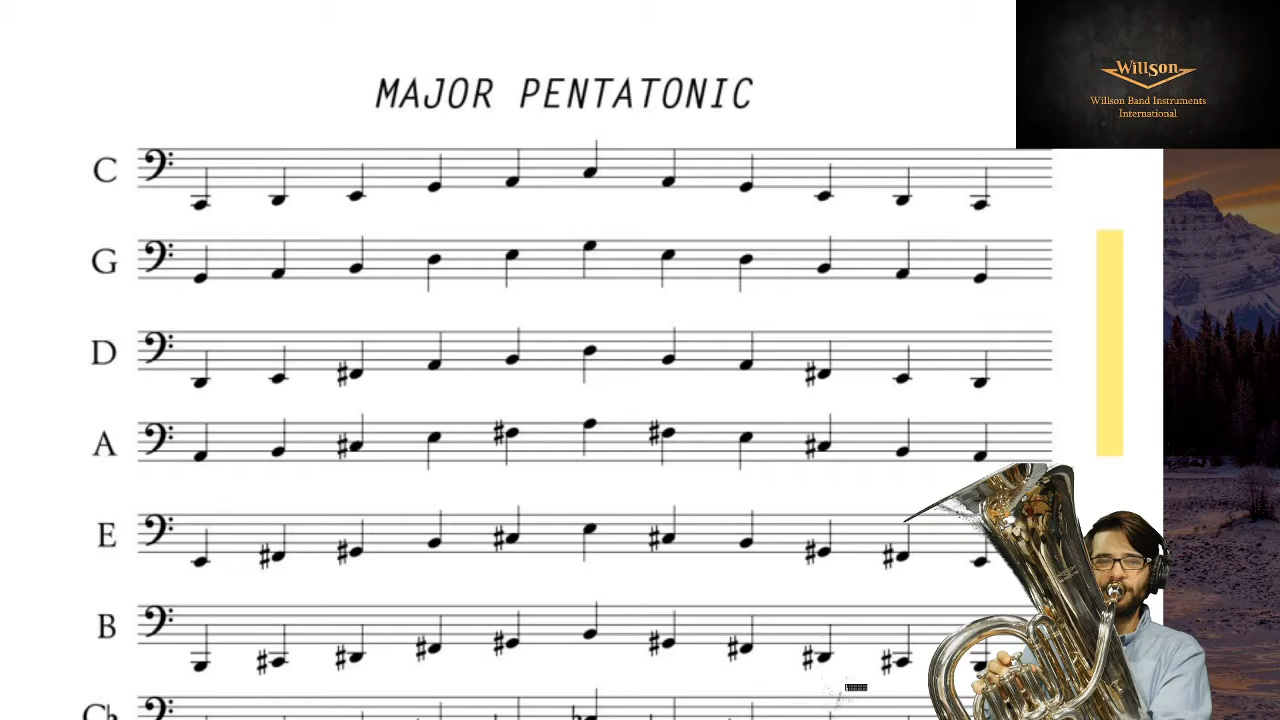 MAJOR PENTATONIC
Willson
Willson Band Instruments
International
C
G
D
A
E
B